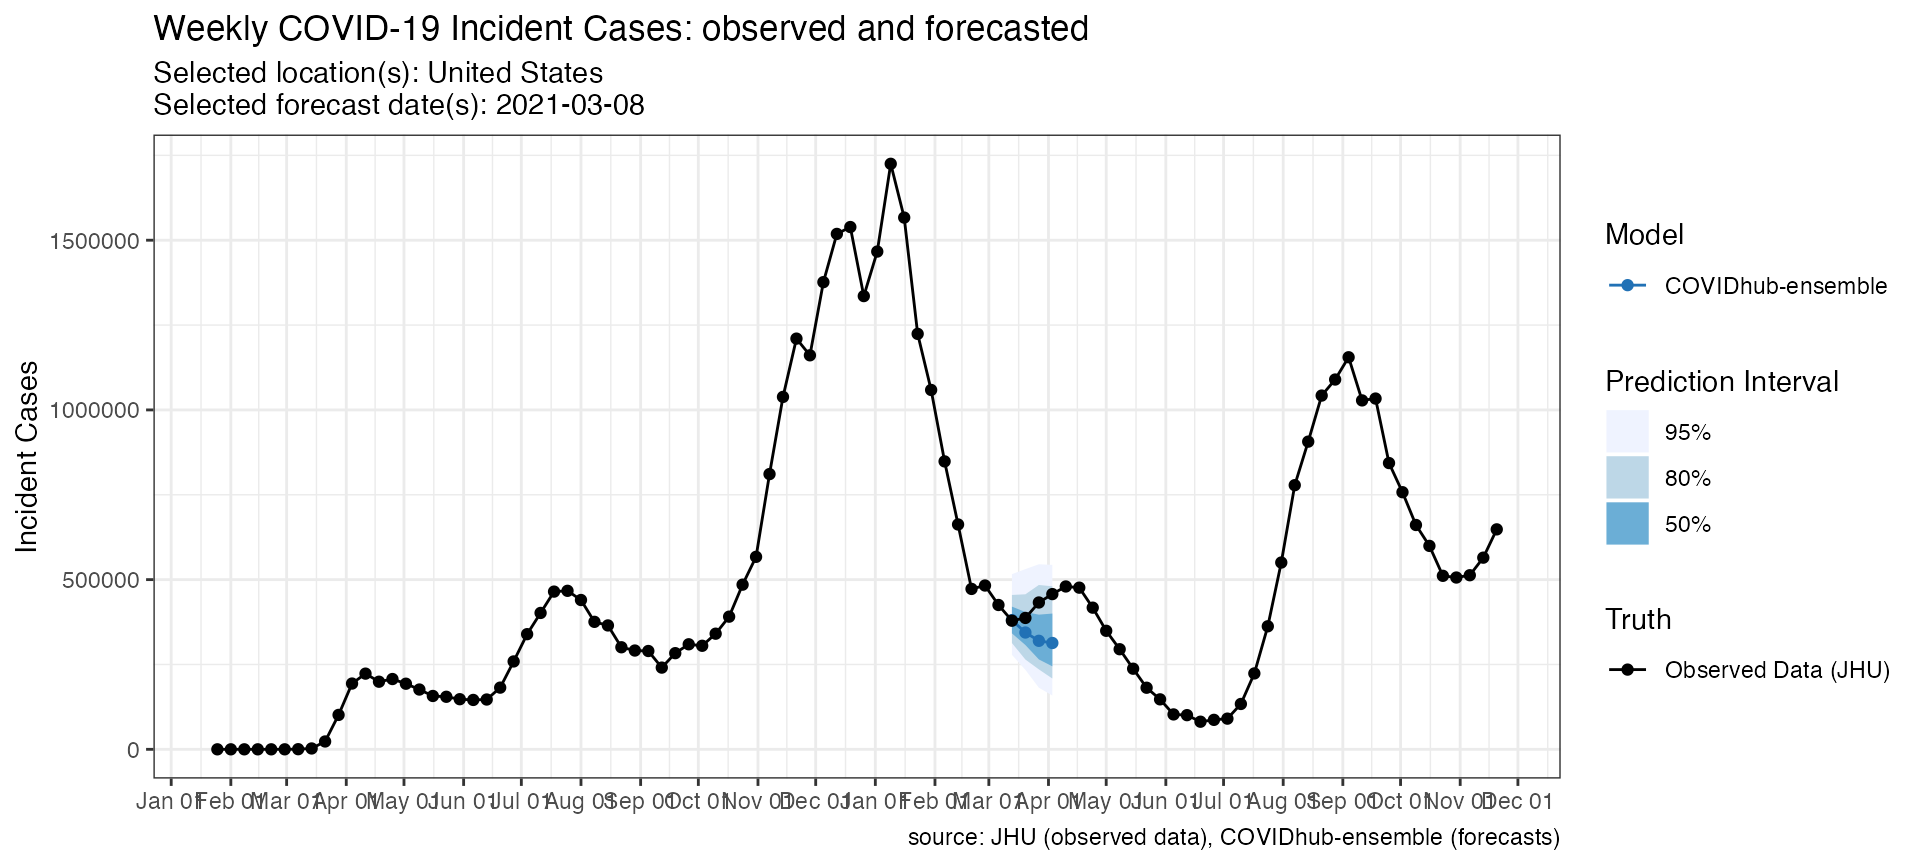 Weekly COVID-19 Incident Cases: observed and forecasted
Selected location(s): United States
Selected forecast date(s): 2021-03-08
Incident Cases
1500000
1000000
500000
0
Jan 01 Feb 01 Mar 01 Apr 01 May 01 Jun 01 Jul 01 Aug 01 Sep 01 Oct 01 Nov 01 Dec 01 Jan 01 Feb 01 Mar 01 Apr 01 May 01 Jun 01 Jul 01 Aug 01 Sep 01 Oct 01 Nov 01 Dec 01
source: JHU (observed data), COVIDhub-ensemble (forecasts)
Model
COVIDhub-ensemble
Prediction Interval
95%
80%
50%
Truth
Observed Data (JHU)